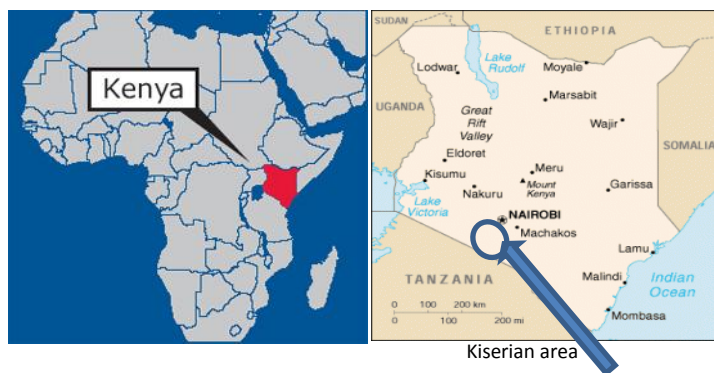 Kenya
SUDAN
ETHIOPIA
Lake
Rudolf
Lodwar
Moyale
Marsabit
UGANDA
Great
Rift
Valley
Wajir
SOMALIA
Eldoret
Kisumu
Meru
Mount
Kenya
Nakuru
Garissa
Lake
Victoria
NAIROBI
Machakos
Lamu
TANZANIA
Malindi
Indian
Ocean
0 100 200 km
0 100 200 mi
Mombasa
Kiserian area